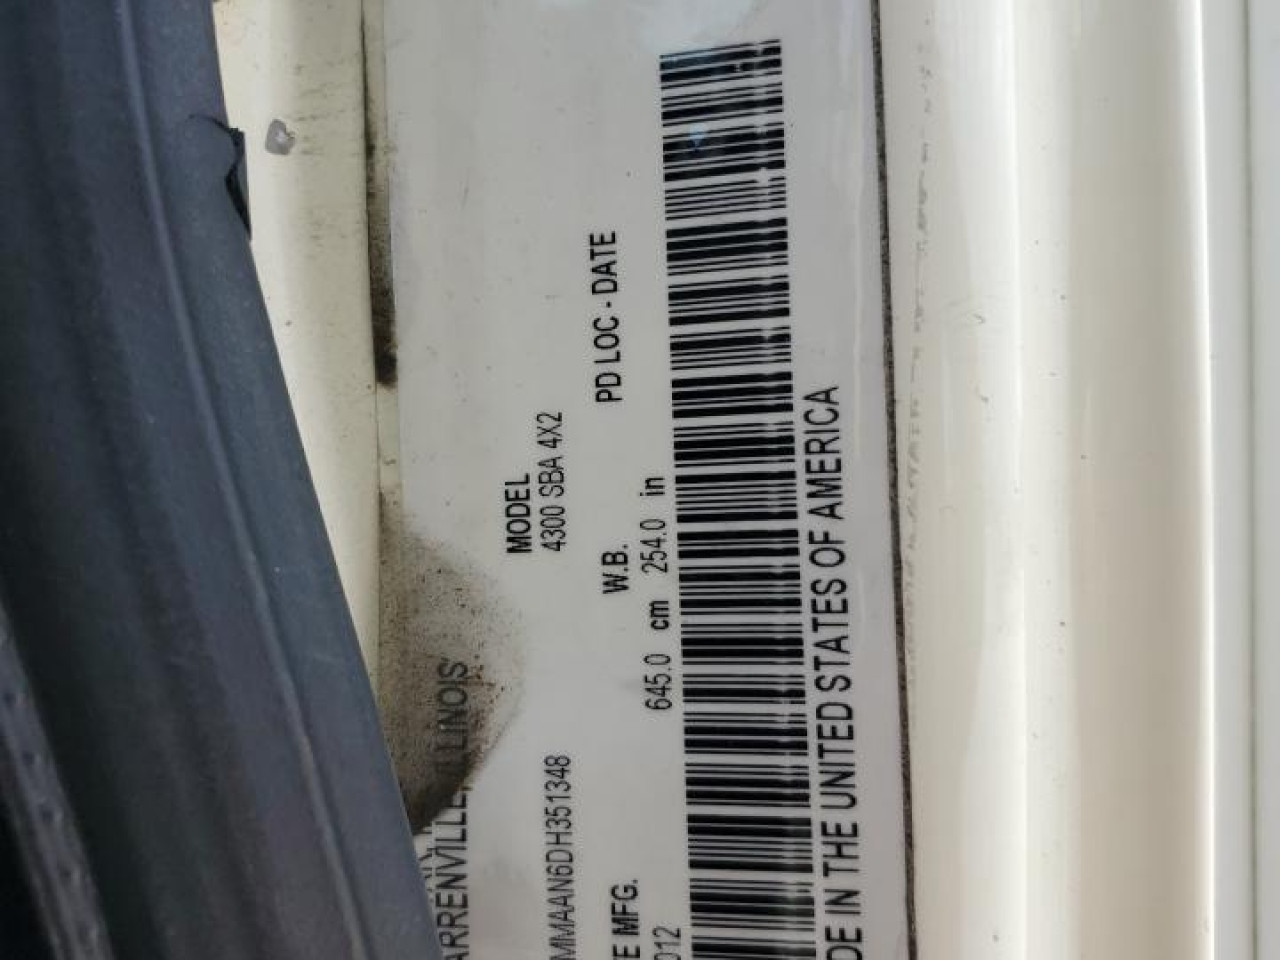 ARRENVILLE, ILLINOIS
MODEL
MMAAN6DH351348 4300 SBA 4X2
TE MFG. W.B. PD LOC - DATE
012 645.0 cm 254.0 in
DE IN THE UNITED STATES OF AMERICA